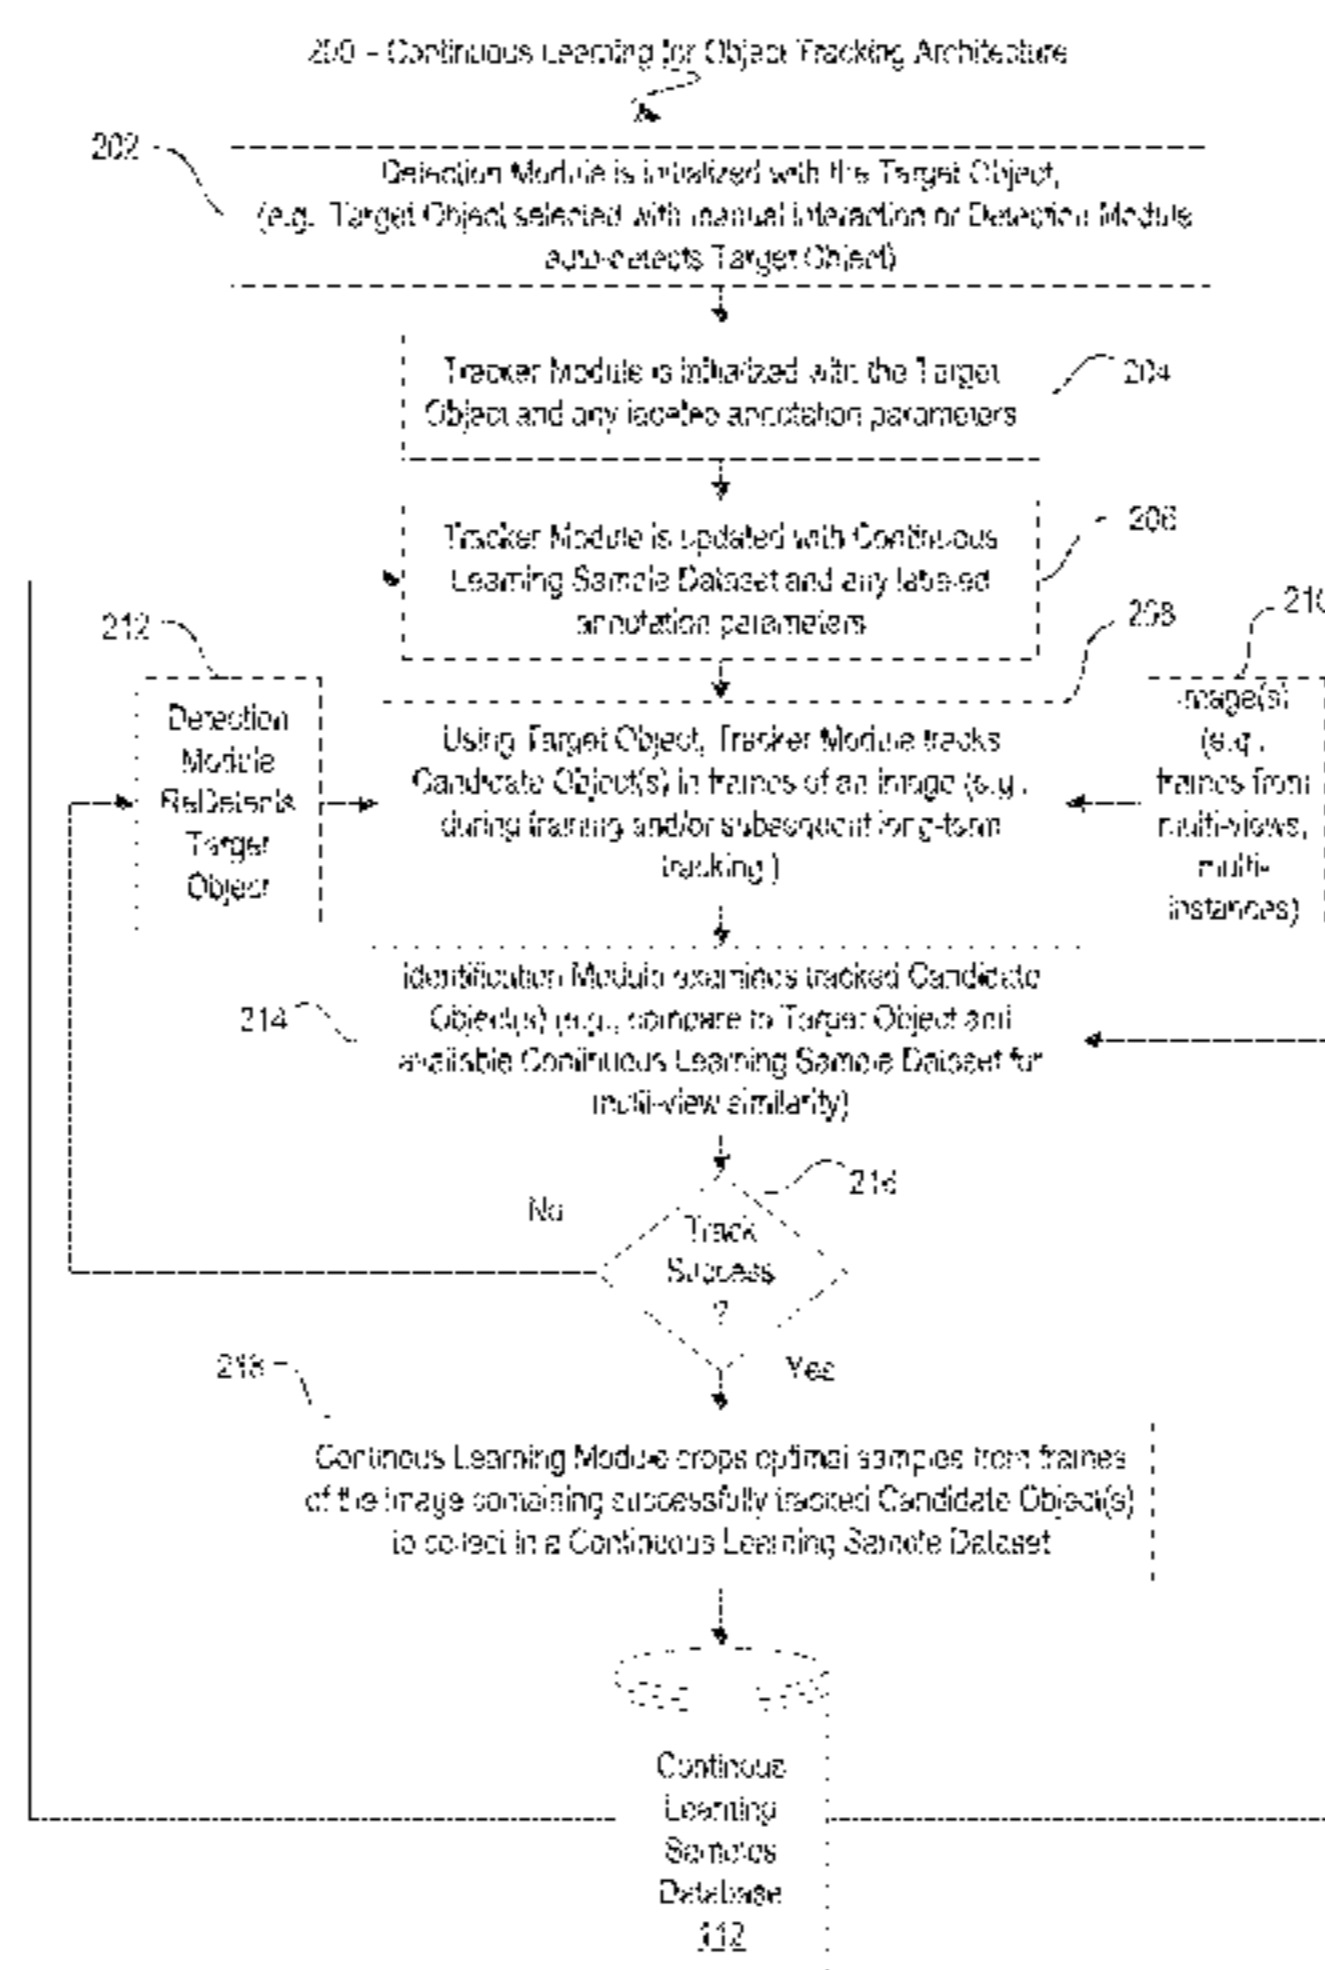 200 – Continuous Learning for Object Tracking Architecture
202
Detection Module is initialized with the Target Object,
(e.g. Target Object selected with manual interaction or Detection Module
auto-detects Target Object)
Tracker Module is initialized with the Target
Object and any labeled annotation parameters
204
Tracker Module is updated with Continuous
Learning Sample Dataset and any labeled
annotation parameters
206
208
210
212
Detection
Module
ReDetects
Target
Object
Using Target Object, Tracker Module tracks
Candidate Object(s) in frames of an image (e.g.,
during training and/or subsequent long-term
tracking )
Image(s)
(e.g.,
frames from
multi-views,
multi-
instances)
214
Identification Module examines tracked Candidate
Object(s) (e.g., compare to Target Object and
available Continuous Learning Sample Dataset for
multi-view similarity)
216
No
Track
Success
?
Yes
218
Continous Learning Module crops optimal samples from frames
of the image containing successfully tracked Candidate Object(s)
to collect in a Continuous Learning Sample Dataset
Continous
Learning
Samples
Database
112